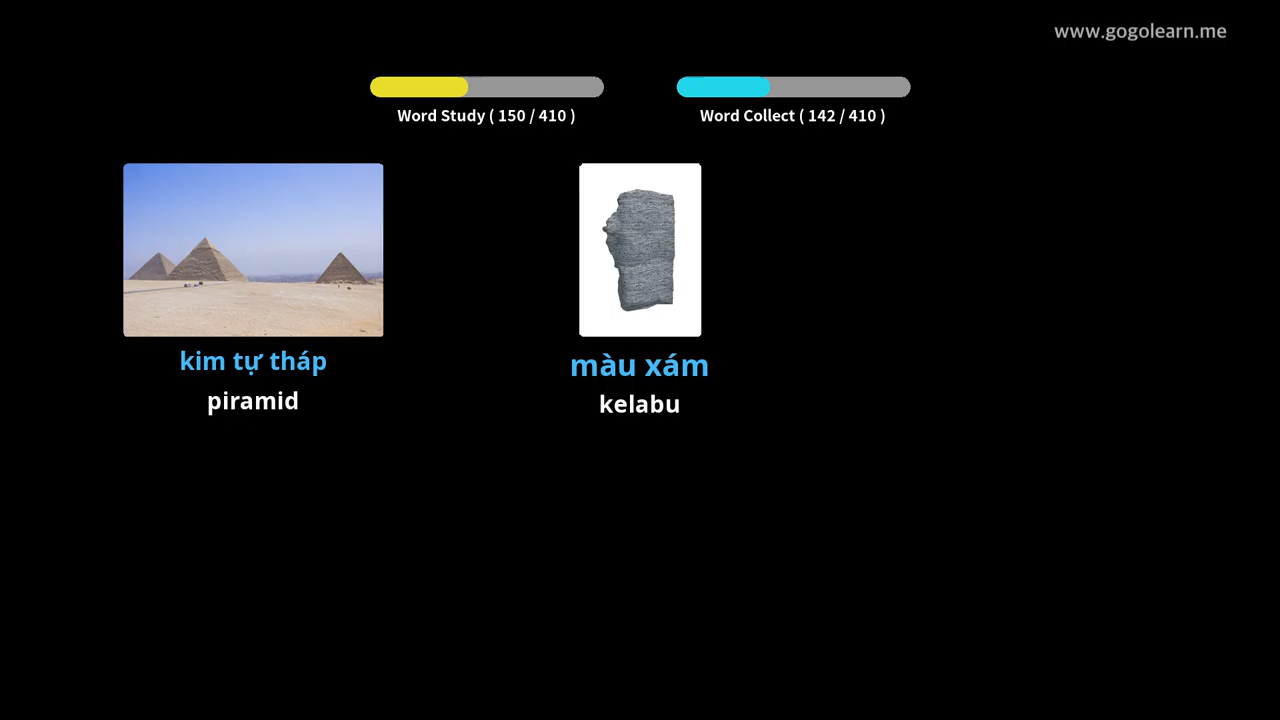 www.gogolearn.me
Word Study ( 150 / 410 )
Word Collect ( 142 / 410 )
kim tự tháp
piramid
màu xám
kelabu